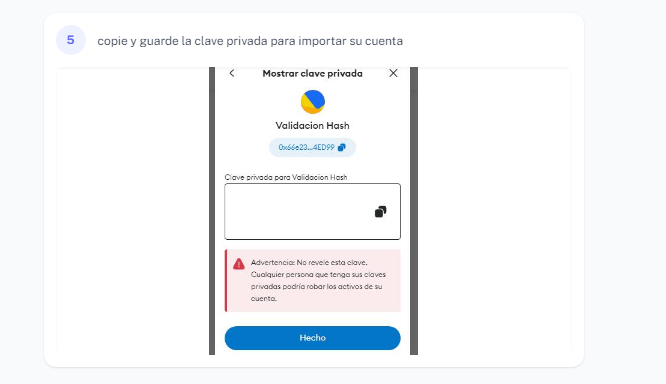 5
copie y guarde la clave privada para importar su cuenta
Mostrar clave privada
Validacion Hash
0x66e23...4ED99
Clave privada para Validacion Hash
Advertencia: No revele esta clave.
Cualquier persona que tenga sus claves
privadas podría robar los activos de su
cuenta.
Hecho